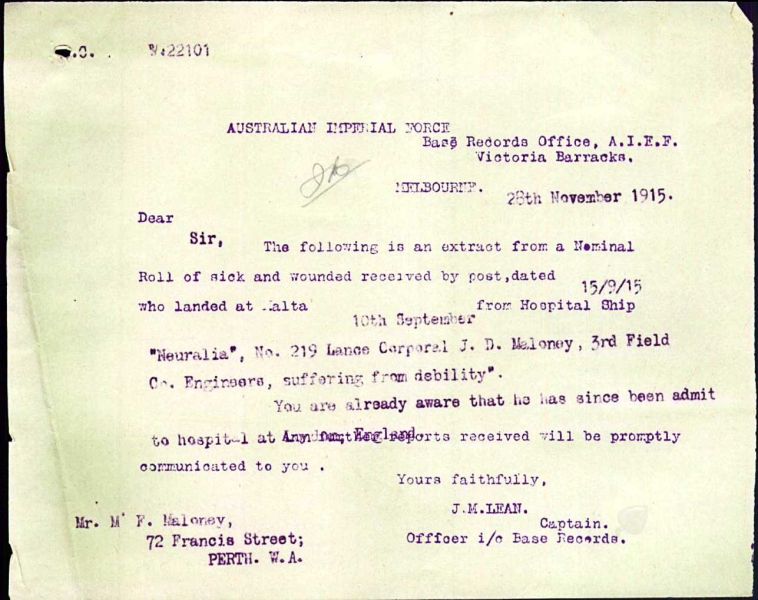 W.22101
AUSTRALIAN IMPERIAL FORCE
Base Records Office, A.I.E.F.
Victoria Barracks.
MELBOURNE.
28th November 1915.
Dear
Sir,
The following is an extract from a Nominal
Roll of sick and wounded received by post,dated
15/9/15
who landed at Malta
from Hospital Ship
10th September
"Neuralia", No. 219 Lance Corporal J. D. Maloney, 3rd Field
Co. Engineers, suffering from debility".
You are already aware that he has since been admit
to hospital at England reports received will be promptly
communicated to you .
Yours faithfully,
J.M.LEAN.
Captain.
Officer i/c Base Records.
Mr. M F. Maloney,
72 Francis Street;
PERTH. W.A.